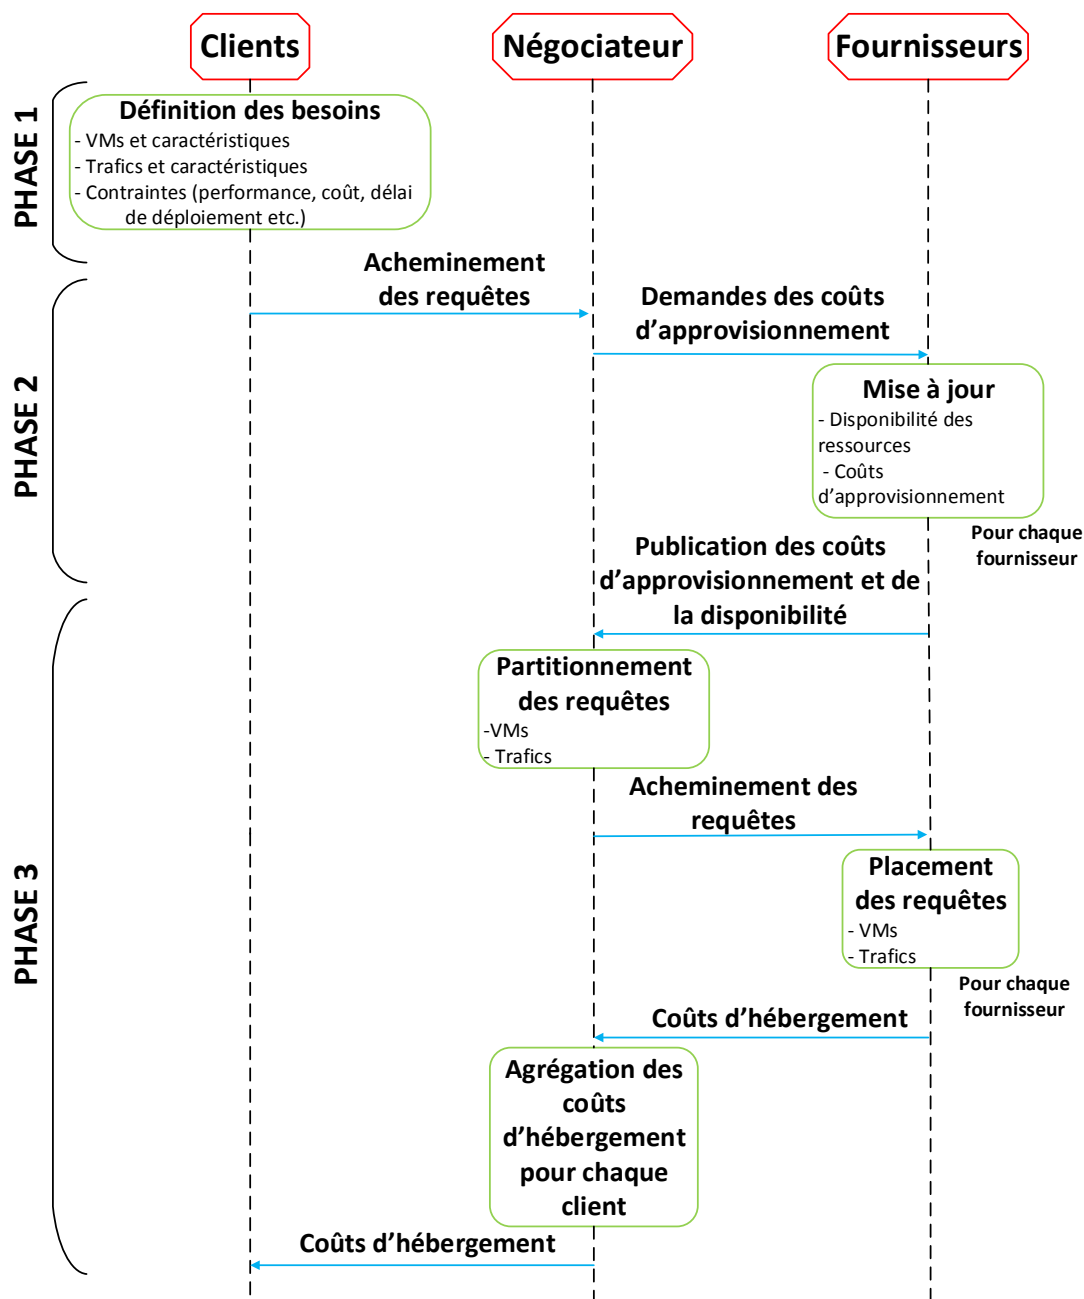 Clients
Négociateur
Fournisseurs
PHASE 1
Définition des besoins
- VMs et caractéristiques
- Trafics et caractéristiques
- Contraintes (performance, coût, délai
de déploiement etc.)
PHASE 2
Acheminement
des requêtes
Demandes des coûts
d’approvisionnement
Mise à jour
- Disponibilité des
ressources
- Coûts
d’approvisionnement
Pour chaque
fournisseur
Publication des coûts
d’approvisionnement et de
la disponibilité
PHASE 3
Partitionnement
des requêtes
-VMs
- Trafics
Acheminement des
requêtes
Placement
des requêtes
- VMs
- Trafics
Pour chaque
fournisseur
Coûts d’hébergement
Agrégation des
coûts
d’hébergement
pour chaque
client
Coûts d’hébergement